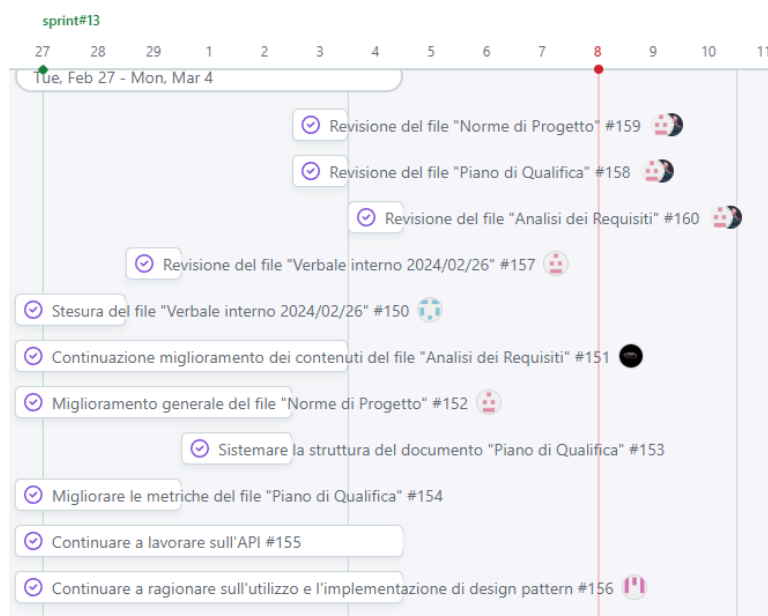 sprint#13
27 28 29 1 2 3 4 5 6 7 8 9 10 11
Tue, Feb 27 - Mon, Mar 4
Revisione del file "Norme di Progetto" #159
Revisione del file "Piano di Qualifica" #158
Revisione del file "Analisi dei Requisiti" #160
Revisione del file "Verbale interno 2024/02/26" #157
Stesura del file "Verbale interno 2024/02/26" #150
Continuazione miglioramento dei contenuti del file "Analisi dei Requisiti" #151
Miglioramento generale del file "Norme di Progetto" #152
Sistemare la struttura del documento "Piano di Qualifica" #153
Migliorare le metriche del file "Piano di Qualifica" #154
Continuare a lavorare sull'API #155
Continuare a ragionare sull'utilizzo e l'implementazione di design pattern #156